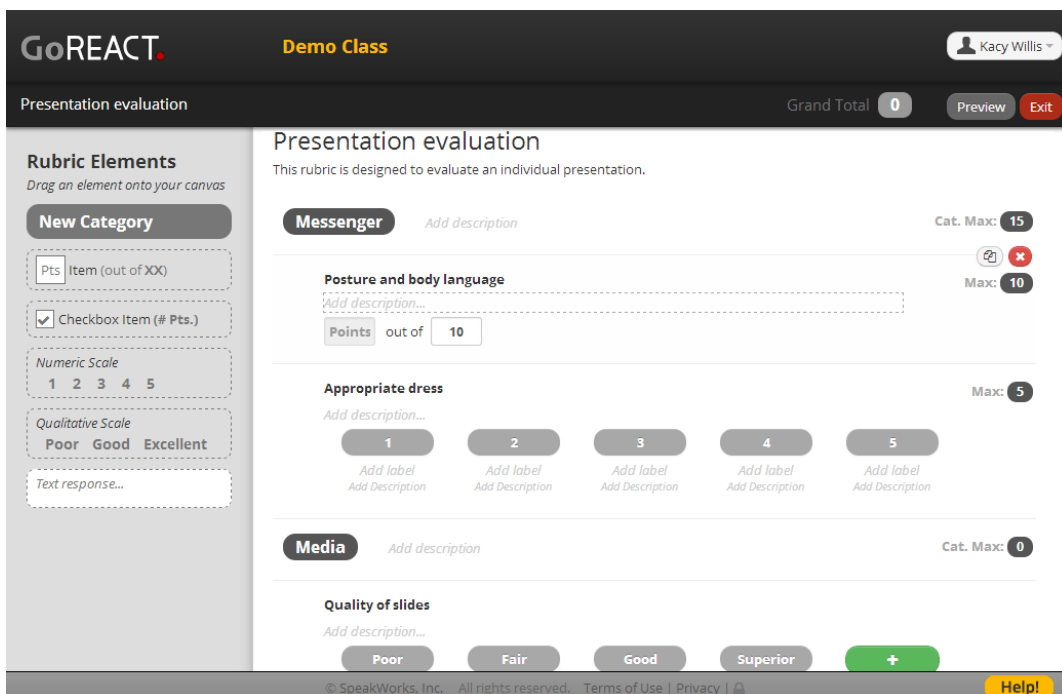 GoREACT.
Demo Class
Kacy Willis
Presentation evaluation
Grand Total 0
Preview
Exit
Rubric Elements
Drag an element onto your canvas
New Category
Pts Item (out of XX)
Checkbox Item (# Pts.)
Numeric Scale
1 2 3 4 5
Qualitative Scale
Poor Good Excellent
Text response...
Presentation evaluation
This rubric is designed to evaluate an individual presentation.
Messenger Add description Cat. Max: 15
Posture and body language Max: 10
Add description...
Points out of 10
Appropriate dress Max: 5
Add description...
1 2 3 4 5
Add label Add label Add label Add label Add label
Add Description Add Description Add Description Add Description Add Description
Media Add description Cat. Max: 0
Quality of slides
Add description...
Poor Fair Good Superior +
© SpeakWorks, Inc. All rights reserved. Terms of Use | Privacy |
Help!